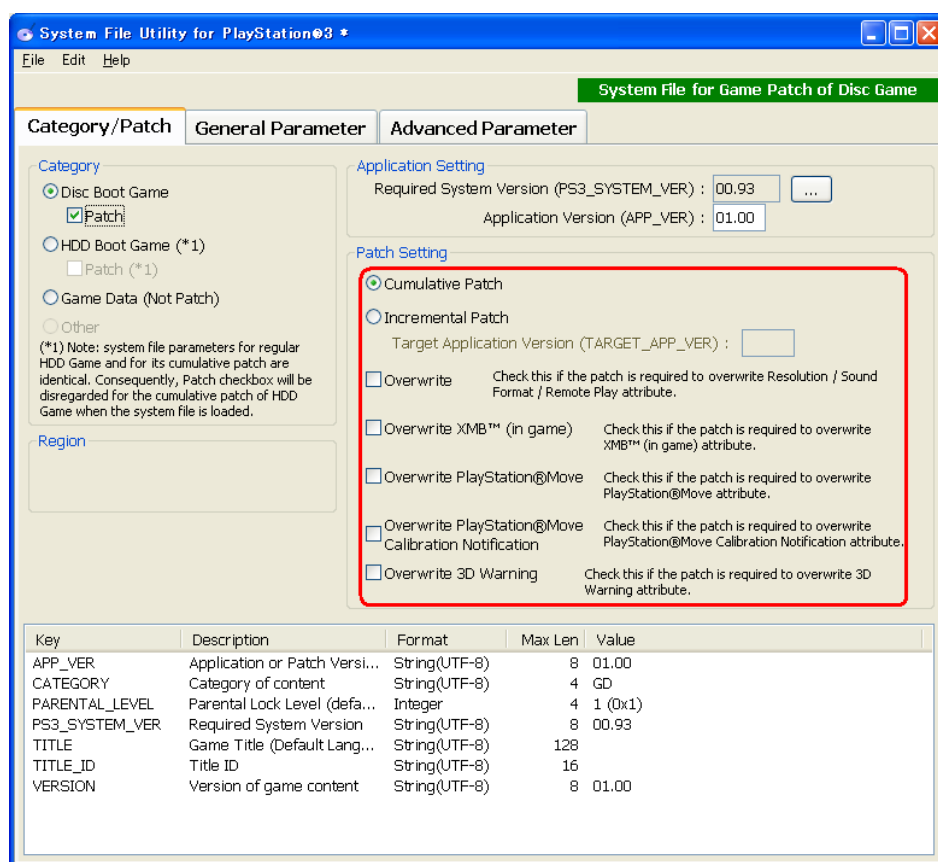 System File Utility for PlayStation®3 *
File Edit Help
System File for Game Patch of Disc Game
Category/Patch General Parameter Advanced Parameter
Category
Disc Boot Game
Patch
HDD Boot Game (*1)
Patch (*1)
Game Data (Not Patch)
Other
(*1) Note: system file parameters for regular
HDD Game and for its cumulative patch are
identical. Consequently, Patch checkbox will be
disregarded for the cumulative patch of HDD
Game when the system file is loaded.
Region
Application Setting
Required System Version (PS3_SYSTEM_VER) : 00.93 ...
Application Version (APP_VER) : 01.00
Patch Setting
Cumulative Patch
Incremental Patch
Target Application Version (TARGET_APP_VER) :
Overwrite Check this if the patch is required to overwrite Resolution / Sound
Format / Remote Play attribute.
Overwrite XMB™ (in game) Check this if the patch is required to overwrite
XMB™ (in game) attribute.
Overwrite PlayStation®Move Check this if the patch is required to overwrite
PlayStation®Move attribute.
Overwrite PlayStation®Move Check this if the patch is required to overwrite
Calibration Notification PlayStation®Move Calibration Notification attribute.
Overwrite 3D Warning Check this if the patch is required to overwrite 3D
Warning attribute.
Key Description Format Max Len Value
APP_VER Application or Patch Versi... String(UTF-8) 8 01.00
CATEGORY Category of content String(UTF-8) 4 GD
PARENTAL_LEVEL Parental Lock Level (defa... Integer 4 1 (0x1)
PS3_SYSTEM_VER Required System Version String(UTF-8) 8 00.93
TITLE Game Title (Default Lang... String(UTF-8) 128
TITLE_ID Title ID String(UTF-8) 16
VERSION Version of game content String(UTF-8) 8 01.00